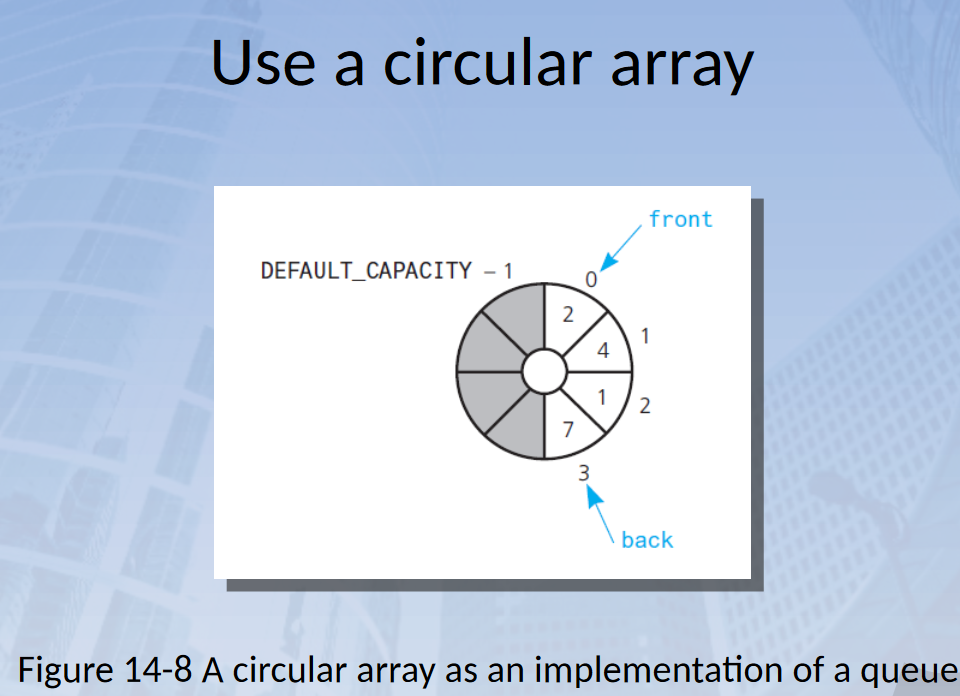 Use a circular array
front
DEFAULT_CAPACITY – 1
0
2
1
4
1
2
7
3
back
Figure 14-8 A circular array as an implementation of a queue